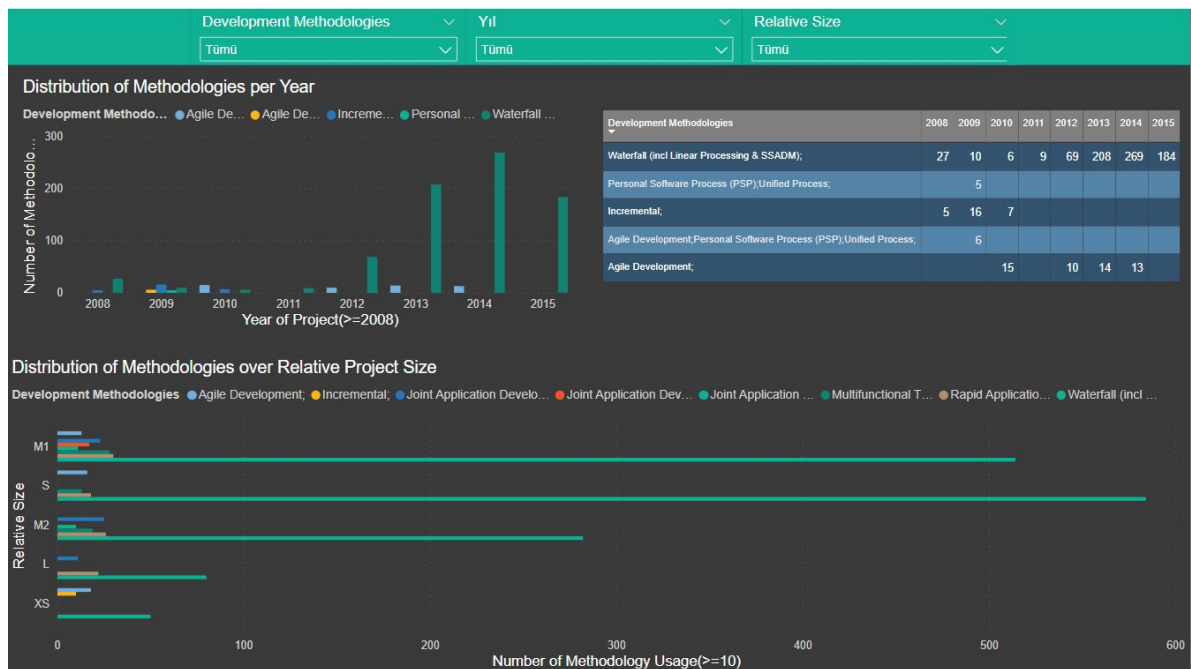 Development Methodologies
Yıl
Relative Size
Tümü
Tümü
Tümü
Distribution of Methodologies per Year
Development Methodo... Agile De... Agile De... Increme... Personal ... Waterfall ...
Number of Methodolo...
300
200
100
0
2008 2009 2010 2011 2012 2013 2014 2015
Year of Project(>=2008)
Development Methodologies 2008 2009 2010 2011 2012 2013 2014 2015
Waterfall (incl Linear Processing & SSADM); 27 10 6 9 69 208 269 184
Personal Software Process (PSP);Unified Process; 5
Incremental; 5 16 7
Agile Development;Personal Software Process (PSP);Unified Process; 6
Agile Development; 15 10 14 13
Distribution of Methodologies over Relative Project Size
Development Methodologies Agile Development; Incremental; Joint Application Develo... Joint Application Dev... Joint Application ... Multifunctional T... Rapid Applicatio... Waterfall (incl ...
Relative Size
M1
S
M2
L
XS
0 100 200 300 400 500 600
Number of Methodology Usage(>=10)